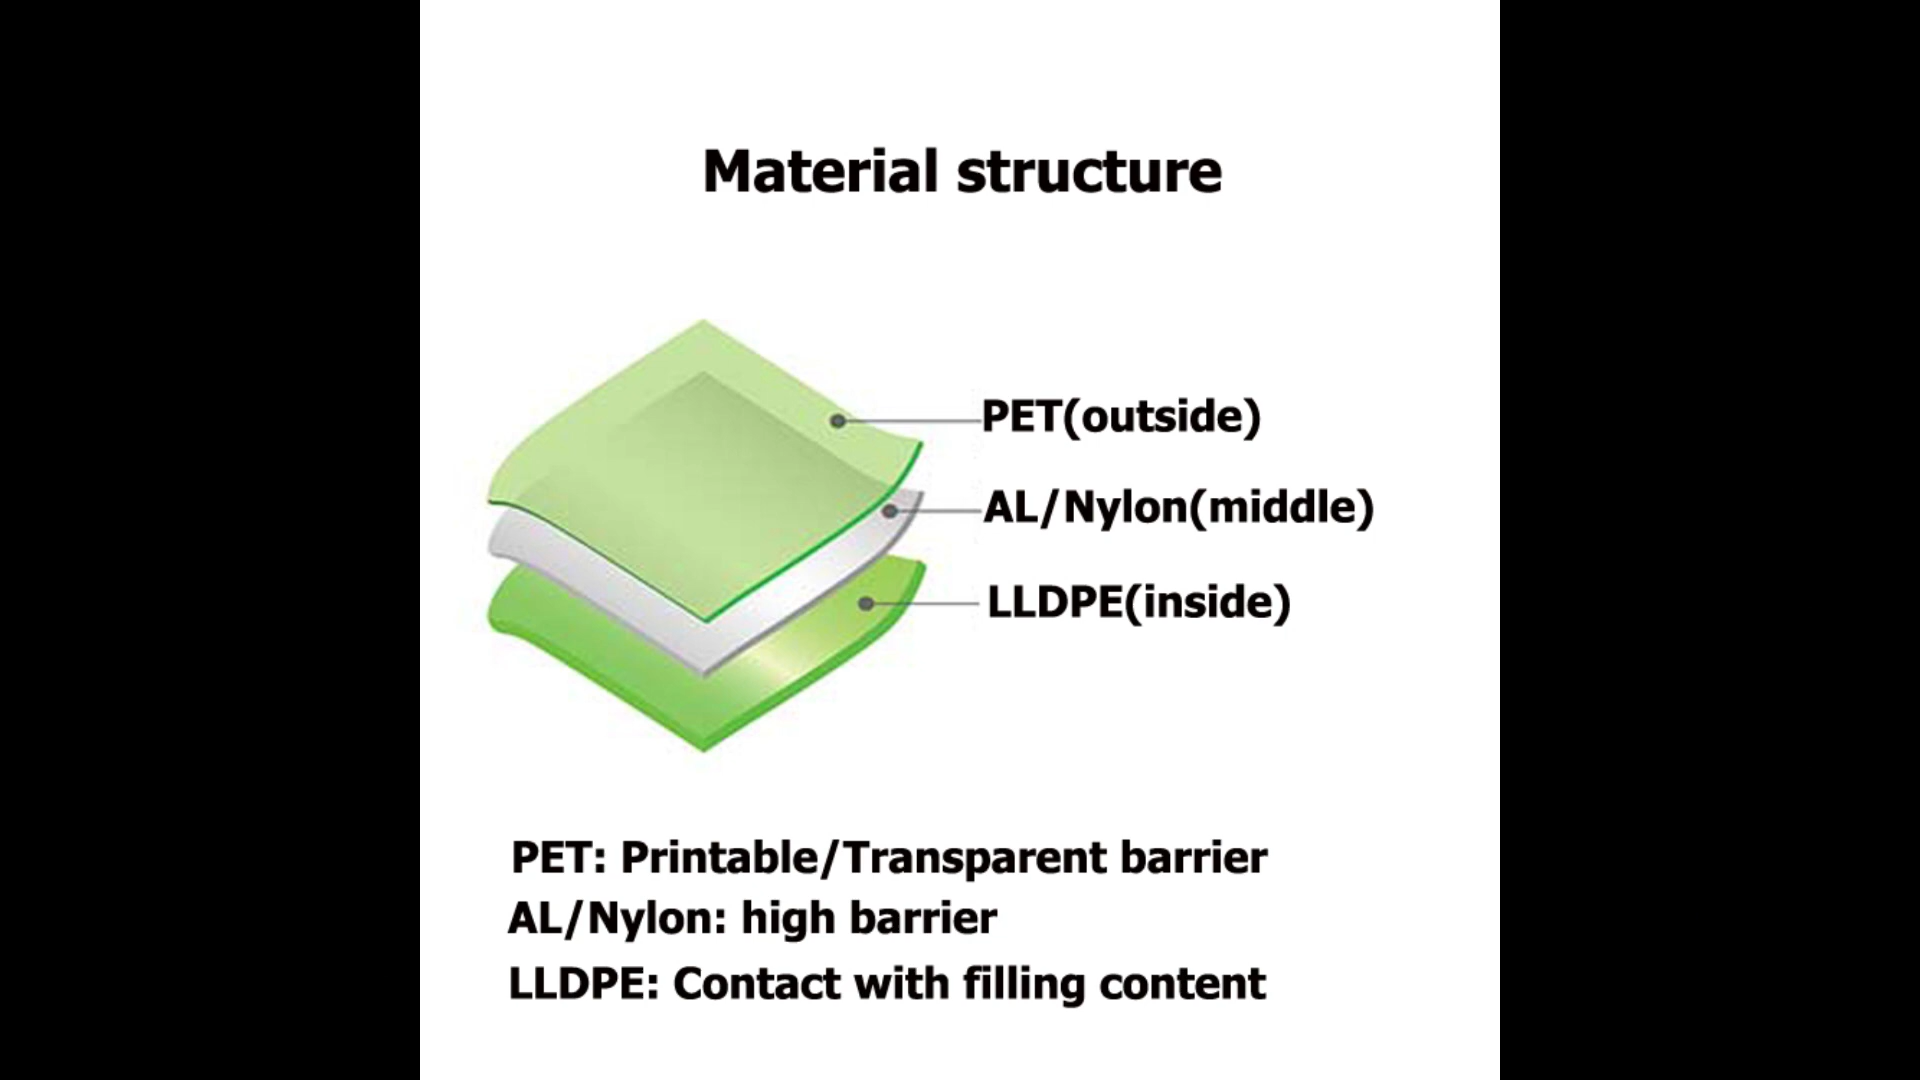 Material structure
PET(outside)
AL/Nylon(middle)
LLDPE(inside)
PET: Printable/Transparent barrier
AL/Nylon: high barrier
LLDPE: Contact with filling content